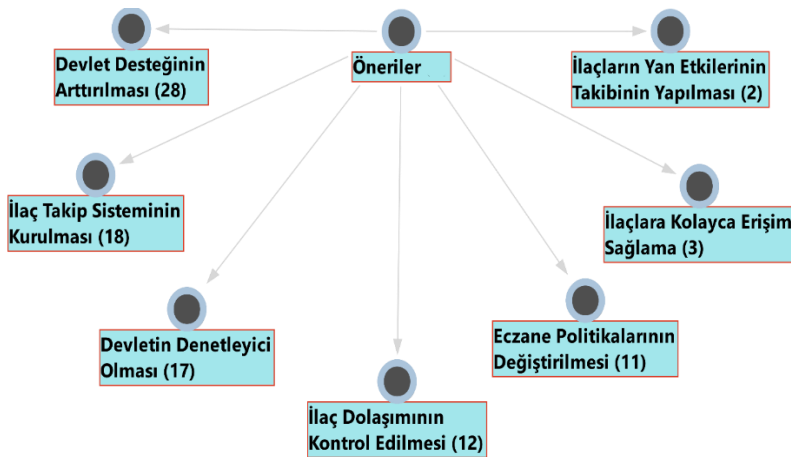 Devlet Desteğinin
Arttırılması (28)
Öneriler
İlaçların Yan Etkilerinin
Takibinin Yapılması (2)
İlaç Takip Sisteminin
Kurulması (18)
İlaçlara Kolayca Erişim
Sağlama (3)
Devletin Denetleyici
Olması (17)
Eczane Politikalarının
Değiştirilmesi (11)
İlaç Dolaşımının
Kontrol Edilmesi (12)